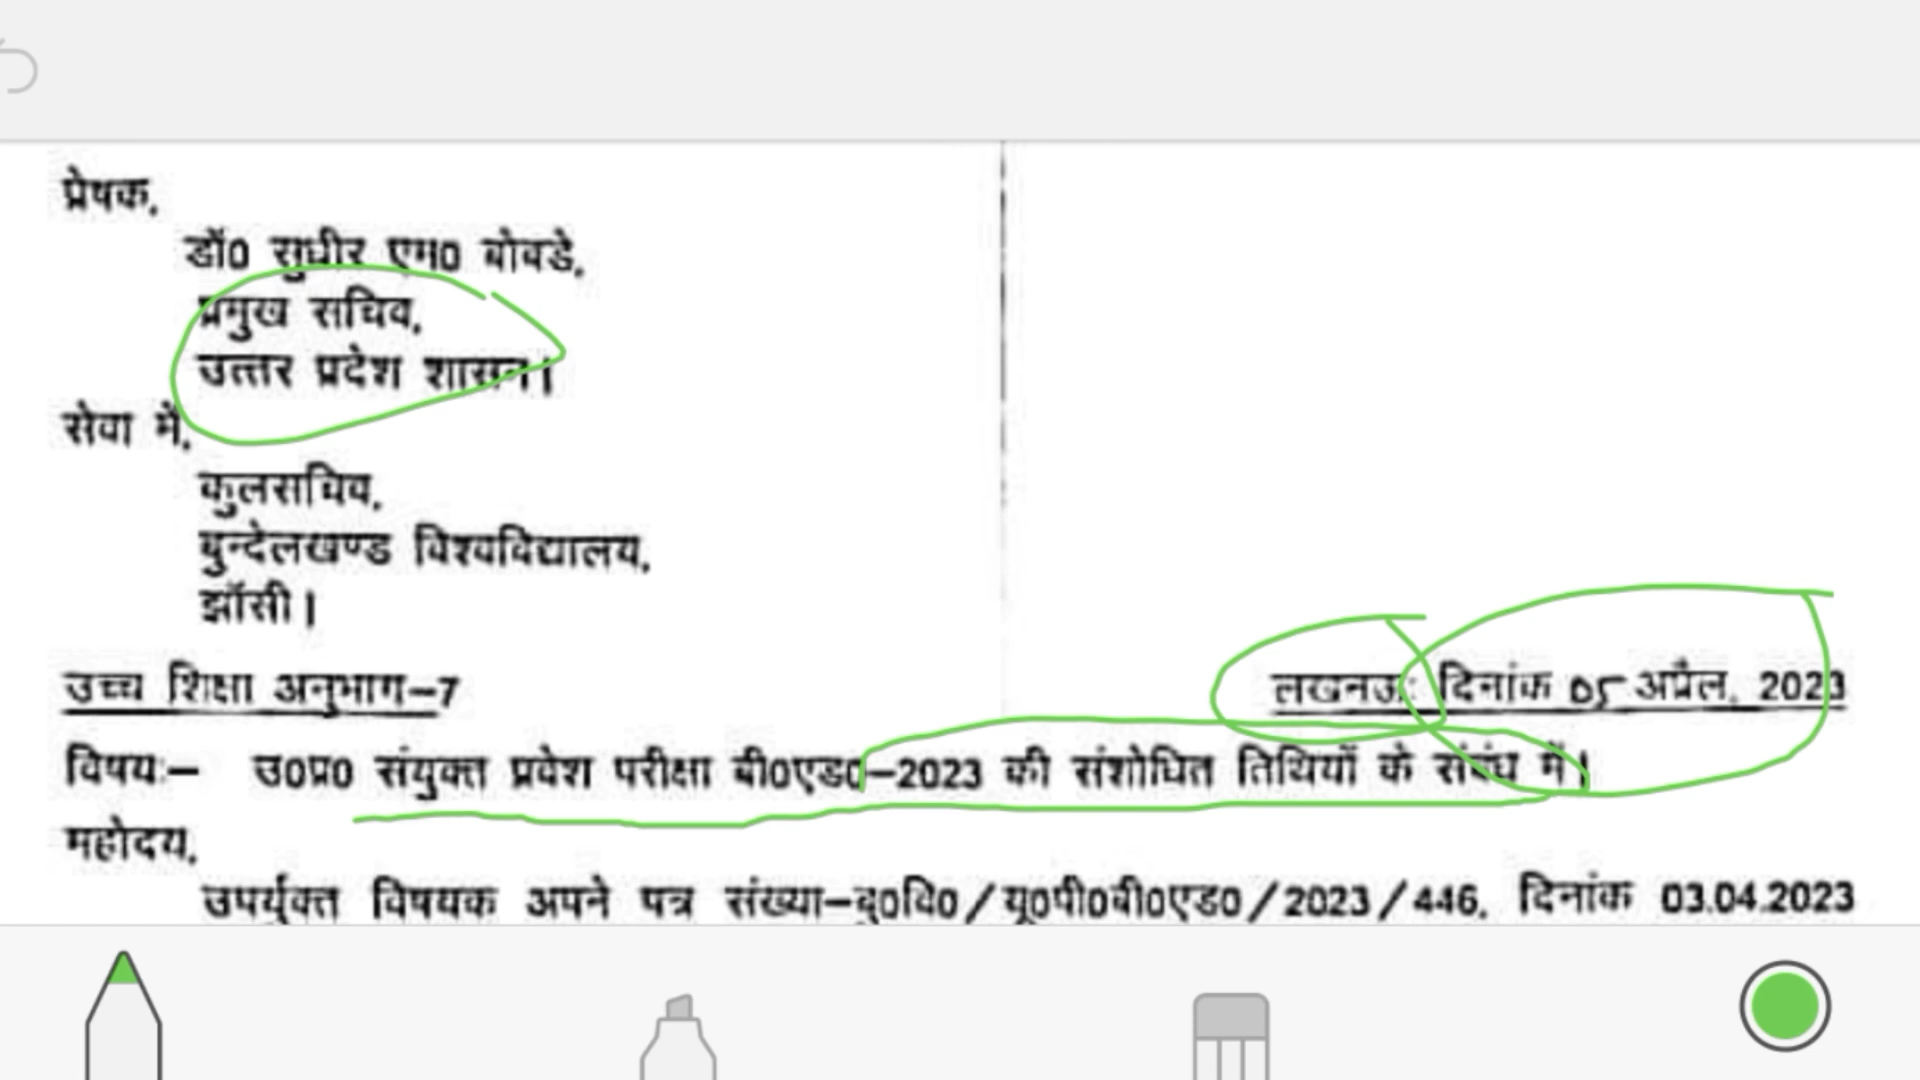 प्रेषक,
डॉ0 सुधीर एम0 बोबडे,
प्रमुख सचिव,
उत्तर प्रदेश शासन।
सेवा में,
कुलसचिव,
बुन्देलखण्ड विश्वविद्यालय,
झॉसी।
उच्च शिक्षा अनुभाग-7 लखनऊ: दिनांक 05 अप्रैल, 2023
विषय:- उ0प्र0 संयुक्त प्रवेश परीक्षा बी0एड0-2023 की संशोधित तिथियों के संबंध में।
महोदय,
उपर्युक्त विषयक अपने पत्र संख्या-बु0वि0/यू0पी0बी0एड0/2023/446, दिनांक 03.04.2023